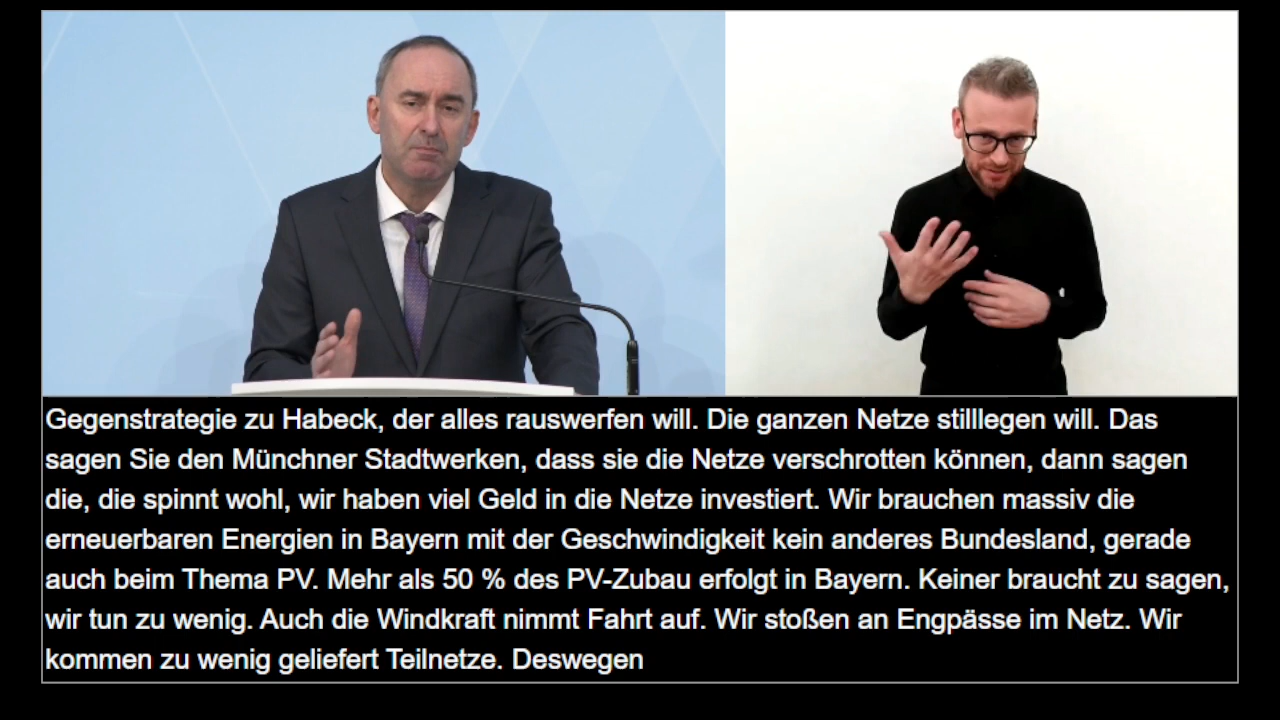 Gegenstrategie zu Habeck, der alles rauswerfen will. Die ganzen Netze stilllegen will. Das
sagen Sie den Münchner Stadtwerken, dass sie die Netze verschrotten können, dann sagen
die, die spinnt wohl, wir haben viel Geld in die Netze investiert. Wir brauchen massiv die
erneuerbaren Energien in Bayern mit der Geschwindigkeit kein anderes Bundesland, gerade
auch beim Thema PV. Mehr als 50 % des PV-Zubau erfolgt in Bayern. Keiner braucht zu sagen,
wir tun zu wenig. Auch die Windkraft nimmt Fahrt auf. Wir stoßen an Engpässe im Netz. Wir
kommen zu wenig geliefert Teilnetze. Deswegen